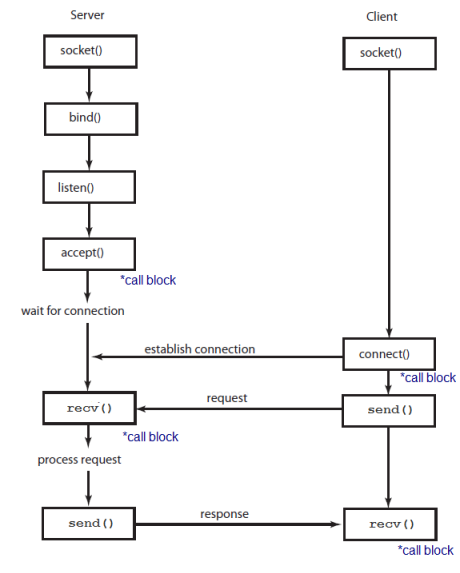 Server
Client
socket()
socket()
bind()
listen()
accept()
*call block
wait for connection
establish connection
connect()
*call block
recv()
request
send()
*call block
process request
send()
response
recv()
*call block